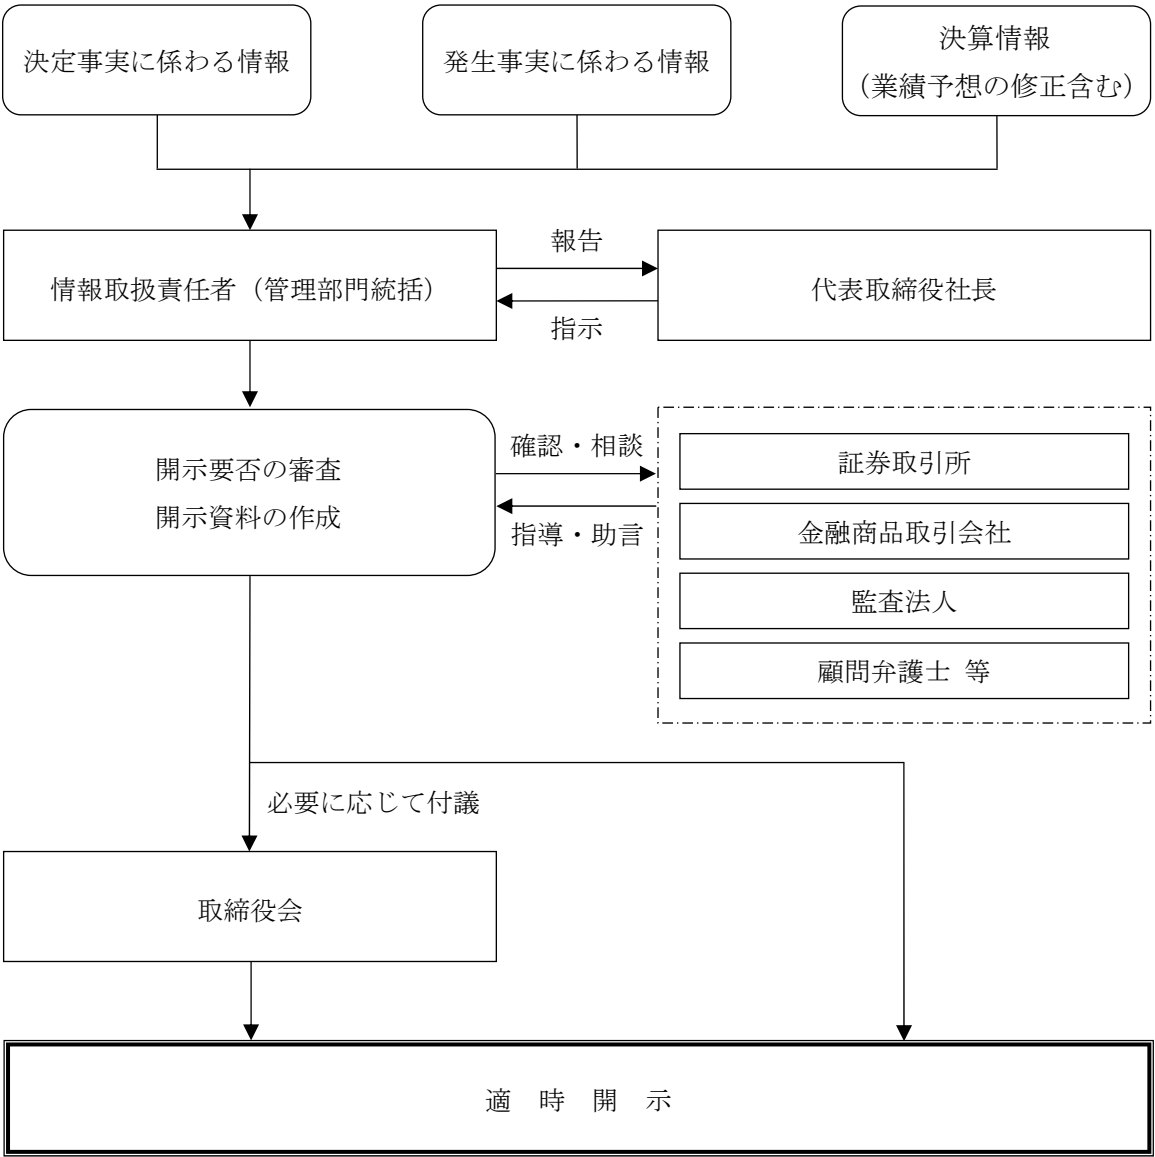 決定事実に係わる情報
発生事実に係わる情報
決算情報
（業績予想の修正含む）
情報取扱責任者（管理部門統括）
報告
指示
代表取締役社長
開示要否の審査
開示資料の作成
確認・相談
指導・助言
証券取引所
金融商品取引会社
監査法人
顧問弁護士 等
必要に応じて付議
取締役会
適 時 開 示